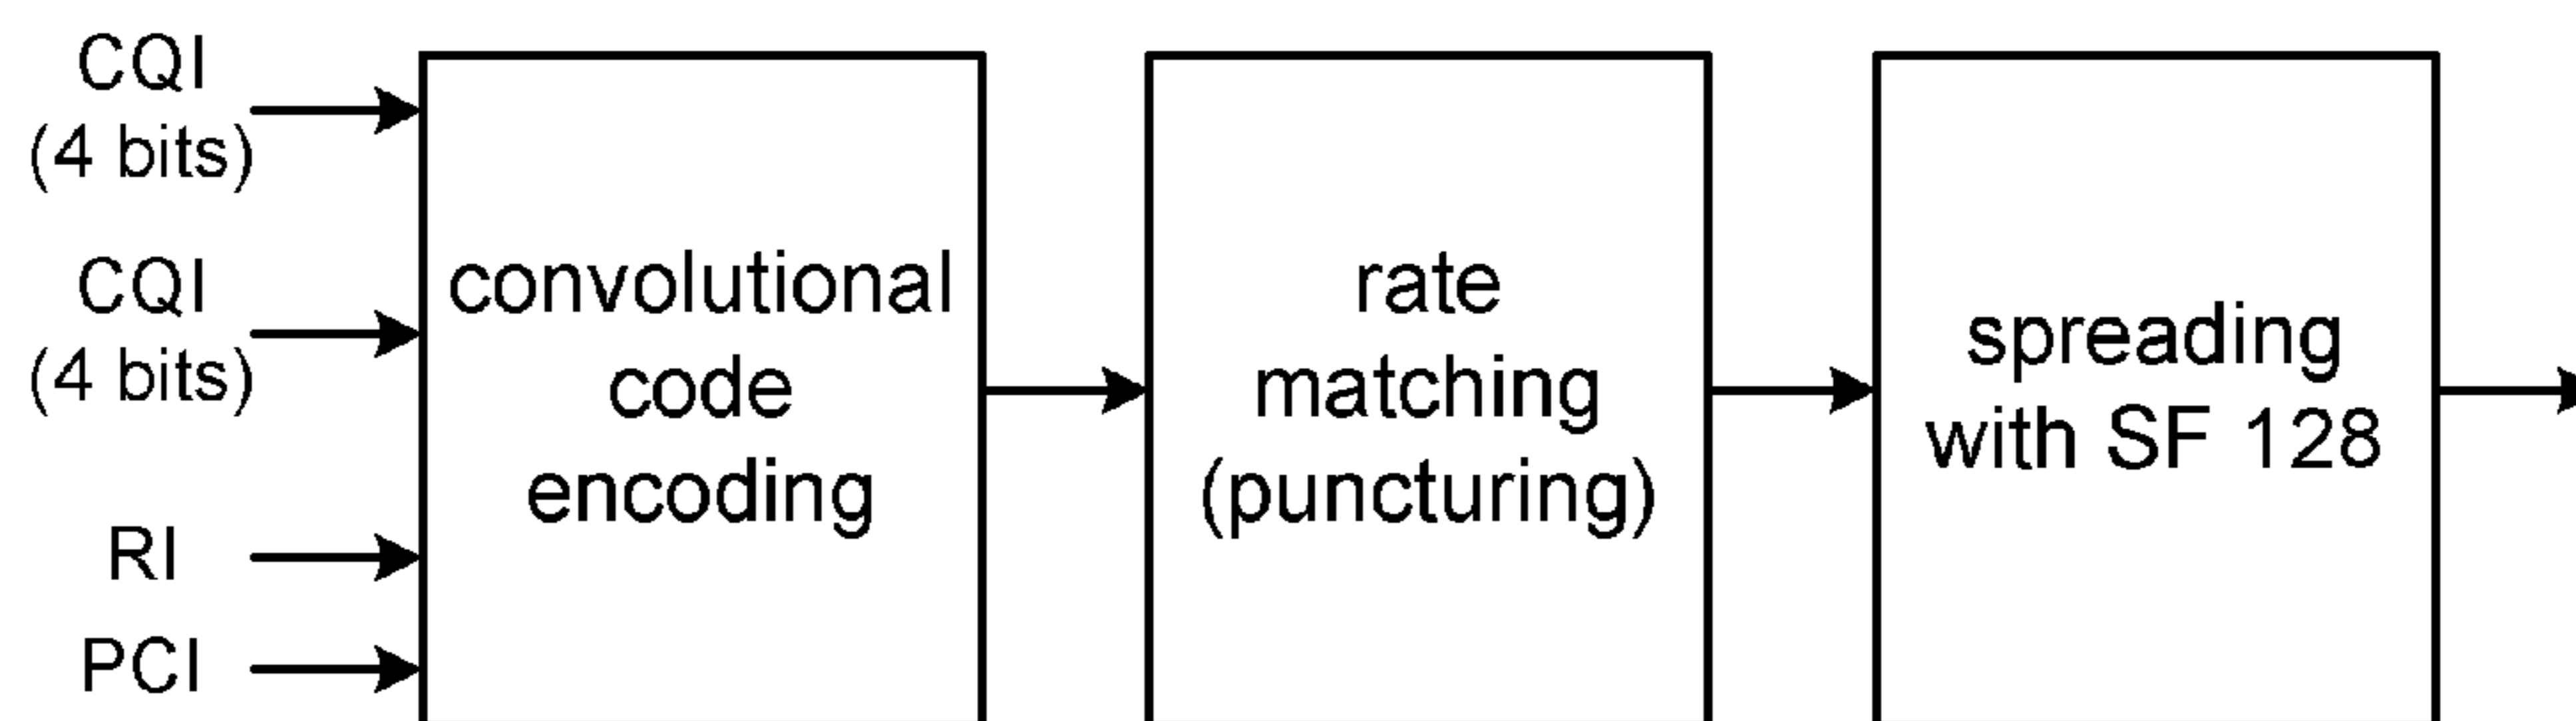 CQI
(4 bits)
CQI
(4 bits)
RI
PCI
convolutional
code
encoding
rate
matching
(puncturing)
spreading
with SF 128